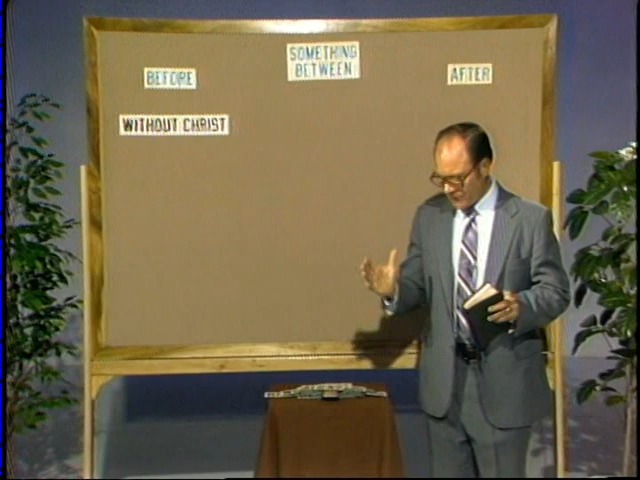 SOMETHING
BETWEEN
BEFORE
AFTER
WITHOUT CHRIST